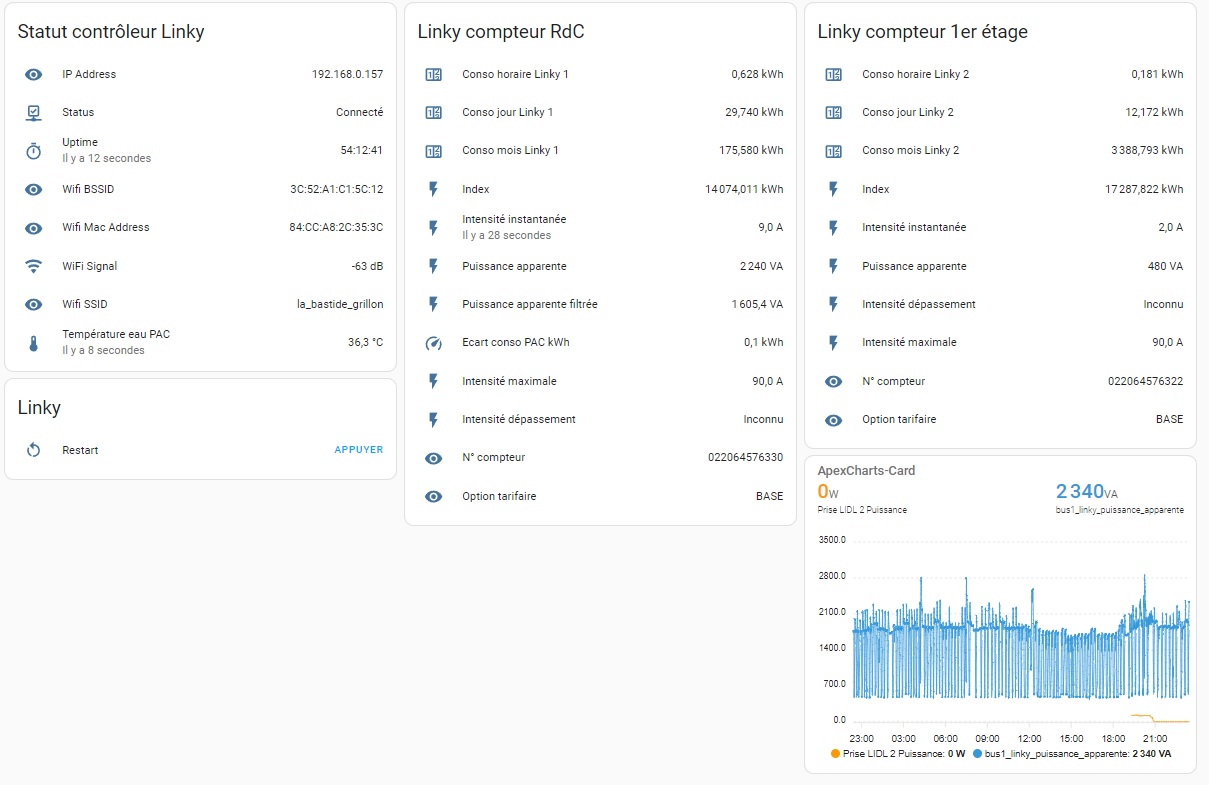 Statut contrôleur Linky
IP Address 192.168.0.157
Status Connecté
Uptime 54:12:41
Il y a 12 secondes
Wifi BSSID 3C:52:A1:C1:5C:12
Wifi Mac Address 84:CC:A8:2C:35:3C
WiFi Signal -63 dB
Wifi SSID la_bastide_grillon
Température eau PAC 36,3 °C
Il y a 8 secondes
Linky
Restart APPUYER
Linky compteur RdC
Conso horaire Linky 1 0,628 kWh
Conso jour Linky 1 29,740 kWh
Conso mois Linky 1 175,580 kWh
Index 14 074,011 kWh
Intensité instantanée 9,0 A
Il y a 28 secondes
Puissance apparente 2 240 VA
Puissance apparente filtrée 1 605,4 VA
Ecart conso PAC kWh 0,1 kWh
Intensité maximale 90,0 A
Intensité dépassement Inconnu
N° compteur 022064576330
Option tarifaire BASE
Linky compteur 1er étage
Conso horaire Linky 2 0,181 kWh
Conso jour Linky 2 12,172 kWh
Conso mois Linky 2 3 388,793 kWh
Index 17 287,822 kWh
Intensité instantanée 2,0 A
Puissance apparente 480 VA
Intensité dépassement Inconnu
Intensité maximale 90,0 A
N° compteur 022064576322
Option tarifaire BASE
ApexCharts-Card
0W 2 340VA
Prise LIDL 2 Puissance bus1_linky_puissance_apparente
3500.0
2800.0
2100.0
1400.0
700.0
0.0
23:00 03:00 06:00 09:00 12:00 15:00 18:00 21:00
Prise LIDL 2 Puissance: 0 W bus1_linky_puissance_apparente: 2 340 VA